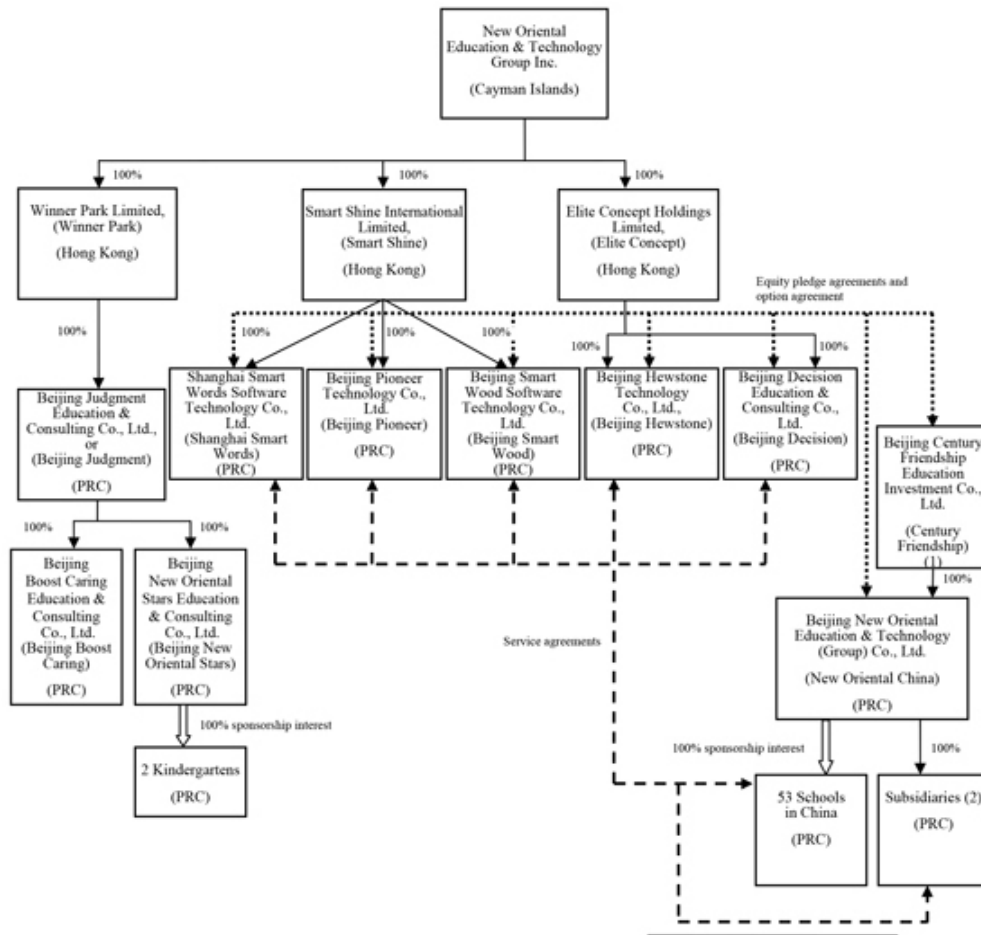 New Oriental
Education & Technology
Group Inc.
(Cayman Islands)
100%
100%
100%
Winner Park Limited,
(Winner Park)
(Hong Kong)
Smart Shine International
Limited,
(Smart Shine)
(Hong Kong)
Elite Concept Holdings
Limited,
(Elite Concept)
(Hong Kong)
Equity pledge agreements and
option agreement
100%
100%
100%
100%
100%
100%
Beijing Judgment
Education &
Consulting Co., Ltd.,
or
(Beijing Judgment)
(PRC)
Shanghai Smart
Words Software
Technology Co.,
Ltd.
(Shanghai Smart
Words)
(PRC)
Beijing Pioneer
Technology Co.,
Ltd.
(Beijing Pioneer)
(PRC)
Beijing Smart
Wood Software
Technology Co.,
Ltd.
(Beijing Smart
Wood)
(PRC)
Beijing Hewstone
Technology
Co., Ltd.,
(Beijing Hewstone)
(PRC)
Beijing Decision
Education &
Consulting Co., Ltd.
(Beijing Decision)
(PRC)
Beijing Century
Friendship
Education
Investment Co.,
Ltd.
(Century
Friendship)
(1)
100%
100%
100%
Beijing
Boost Caring
Education &
Consulting
Co., Ltd.
(Beijing Boost
Caring)
(PRC)
Beijing
New Oriental
Stars Education
& Consulting
Co., Ltd.
(Beijing New
Oriental Stars)
(PRC)
Service agreements
Beijing New Oriental
Education & Technology
(Group) Co., Ltd.
(New Oriental China)
(PRC)
100% sponsorship interest
100% sponsorship interest
100%
2 Kindergartens
(PRC)
53 Schools
in China
(PRC)
Subsidiaries (2)
(PRC)